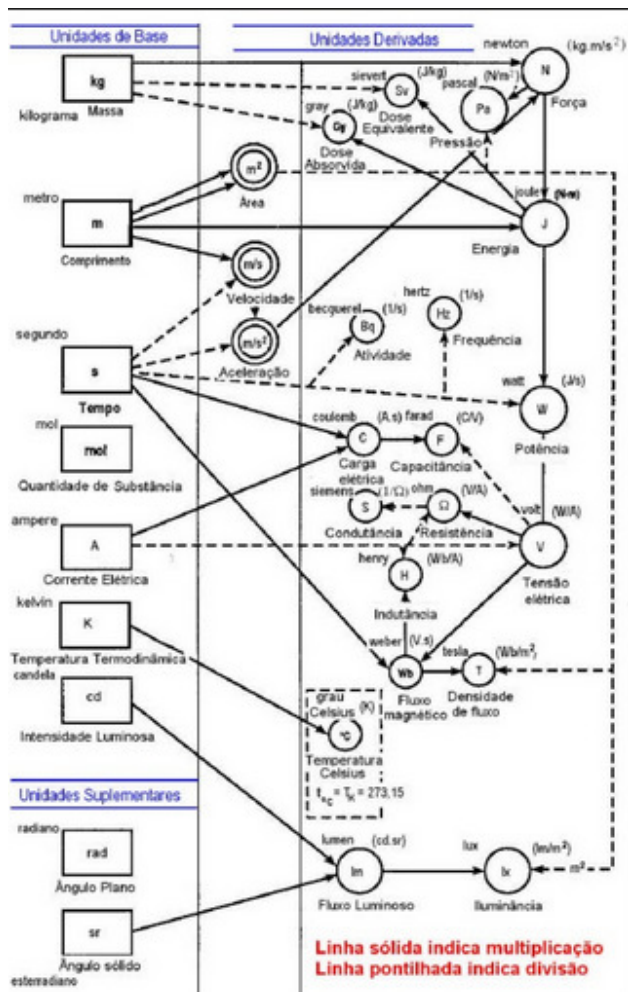 Unidades de Base
Unidades Derivadas
newton (kg.m/s²)
N
Força
kg
Massa
kilograma
sievert (J/kg)
Sv
Dose Equivalente
pascal (N/m²)
Pa
Pressão
gray (J/kg)
Gy
Dose Absorvida
m²
Área
metro
m
Comprimento
joule (N·m)
J
Energia
m/s
Velocidade
segundo
s
Tempo
m/s²
Aceleração
becquerel (1/s)
Bq
Atividade
hertz (1/s)
Hz
Frequência
watt (J/s)
W
Potência
mol
mol
Quantidade de Substância
coulomb (A.s)
C
Carga elétrica
farad (C/V)
F
Capacitância
siemens (1/Ω)
S
Condutância
ohm (V/A)
Ω
Resistência
volt (W/A)
V
Tensão elétrica
ampere
A
Corrente Elétrica
henry (Wb/A)
H
Indutância
kelvin
K
Temperatura Termodinâmica
weber (V.s)
Wb
Fluxo magnético
tesla (Wb/m²)
T
Densidade de fluxo
candela
cd
Intensidade Luminosa
grau Celsius (K)
°C
Temperatura Celsius
t°C = TK = 273,15
Unidades Suplementares
radiano
rad
Ângulo Plano
sr
Ângulo sólido
esterradiano
lumen (cd.sr)
lm
Fluxo Luminoso
lux (lm/m²)
lx
Iluminância
m²
Linha sólida indica multiplicação
Linha pontilhada indica divisão